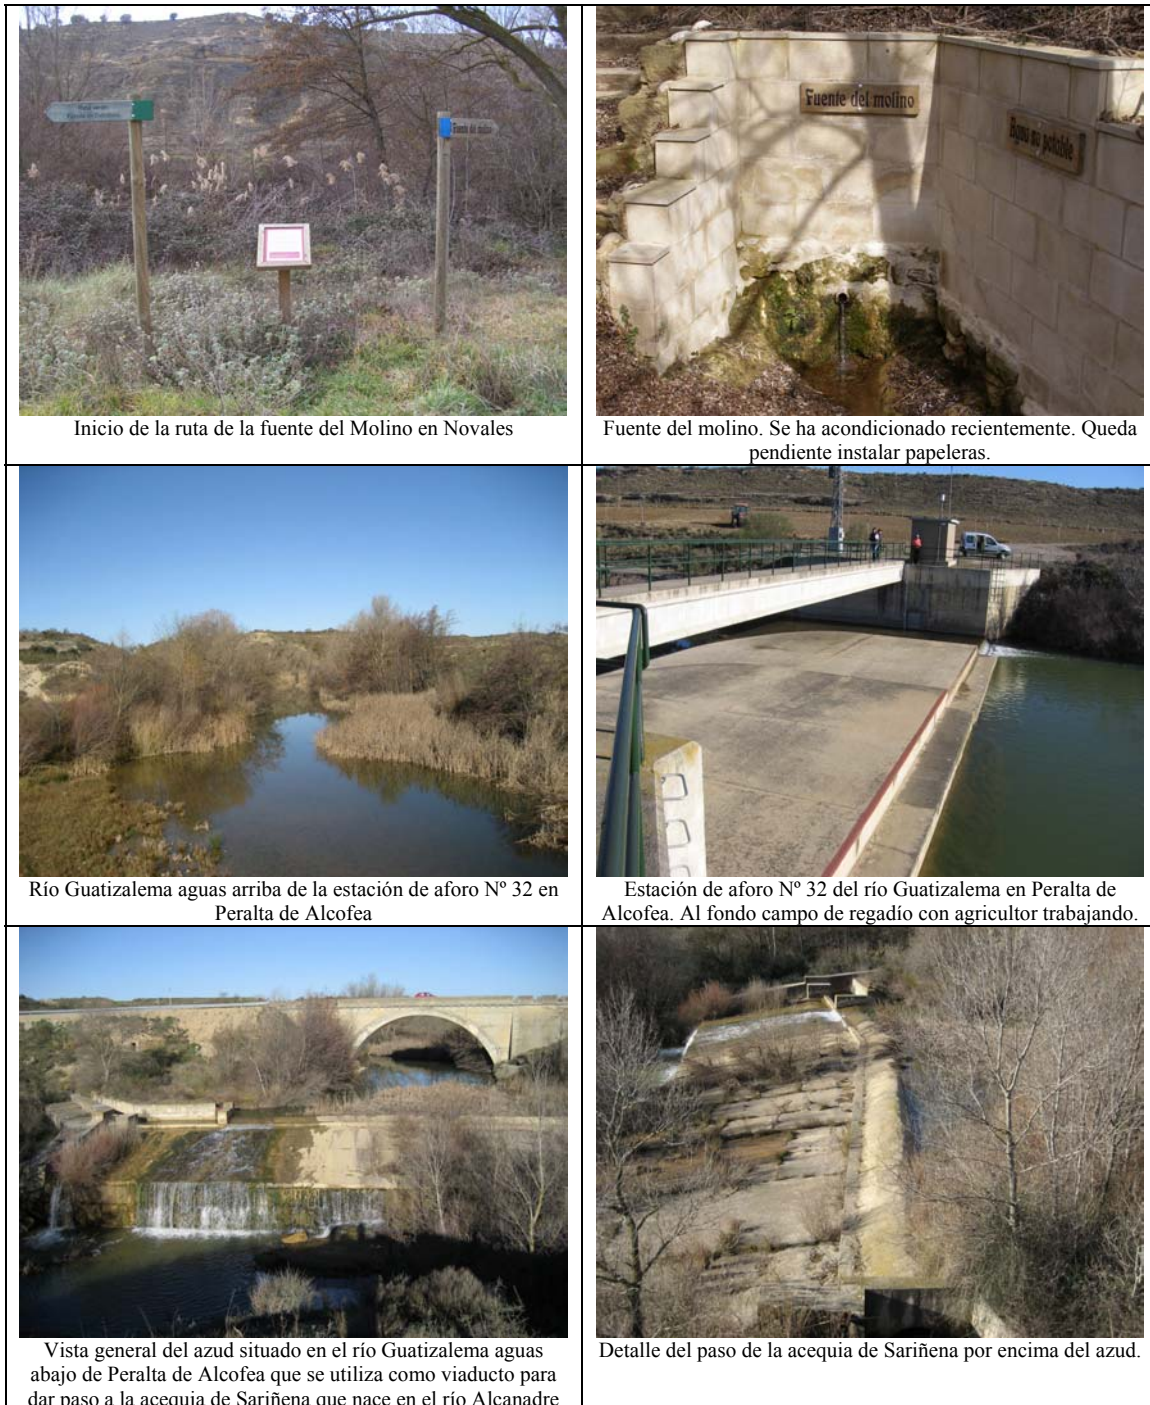 Fuente del molino
Fuente del molino
Agua no potable
Inicio de la ruta de la fuente del Molino en Novales
Fuente del molino. Se ha acondicionado recientemente. Queda
pendiente instalar papeleras.
Río Guatizalema aguas arriba de la estación de aforo Nº 32 en
Peralta de Alcofea
Estación de aforo Nº 32 del río Guatizalema en Peralta de
Alcofea. Al fondo campo de regadío con agricultor trabajando.
Vista general del azud situado en el río Guatizalema aguas
abajo de Peralta de Alcofea que se utiliza como viaducto para
dar paso a la acequia de Sariñena que nace en el río Alcanadre
Detalle del paso de la acequia de Sariñena por encima del azud.